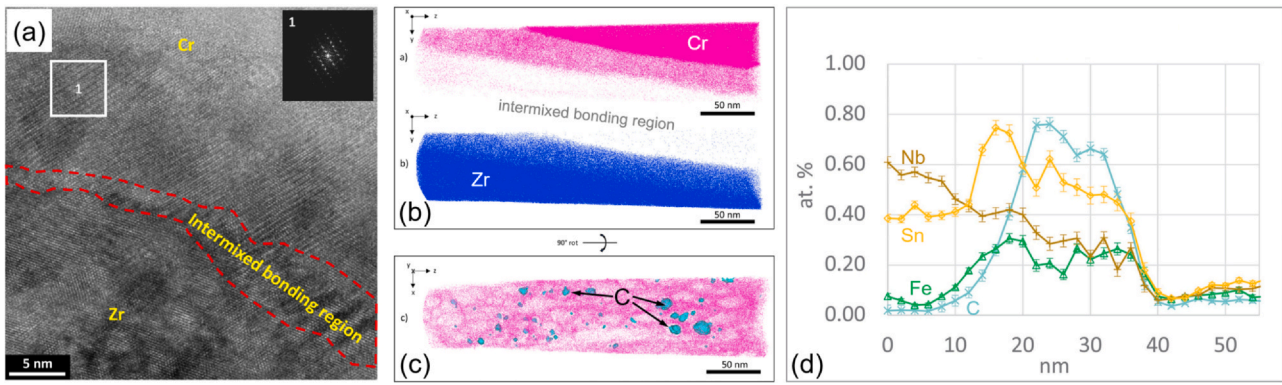 (a)
Cr
1
1
Intermixed bonding region
Zr
5 nm
x z
y
a)
Cr
50 nm
intermixed bonding region
x z
y
b)
Zr
(b)
50 nm
90° rot
y z
x
c)
C
(c)
50 nm
at. %
1.00
0.80
0.60
0.40
0.20
0.00
Nb
Sn
Fe
C
0 10 20 30 40 50
nm
(d)